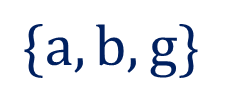 {a, b, g}